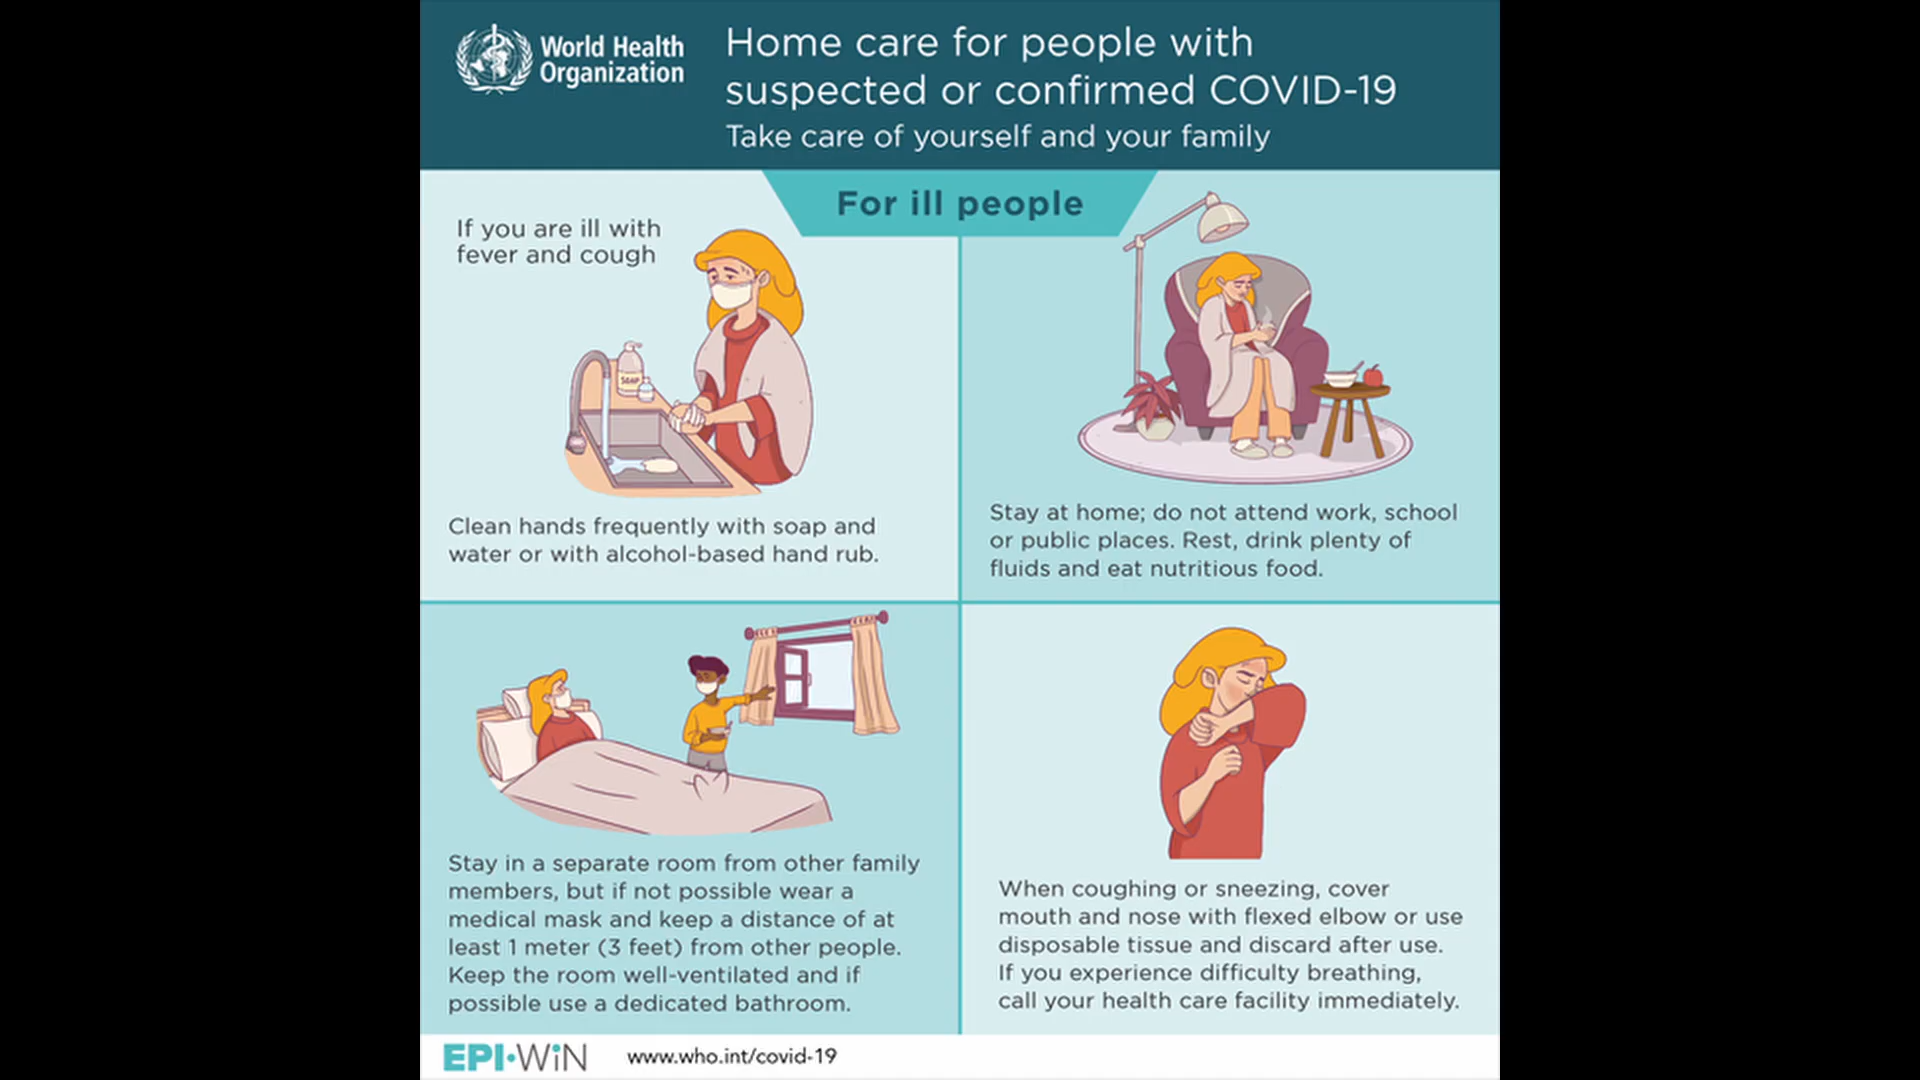 World Health
Organization
Home care for people with
suspected or confirmed COVID-19
Take care of yourself and your family
For ill people
If you are ill with
fever and cough
SOAP
Clean hands frequently with soap and
water or with alcohol-based hand rub.
Stay at home; do not attend work, school
or public places. Rest, drink plenty of
fluids and eat nutritious food.
Stay in a separate room from other family
members, but if not possible wear a
medical mask and keep a distance of at
least 1 meter (3 feet) from other people.
Keep the room well-ventilated and if
possible use a dedicated bathroom.
When coughing or sneezing, cover
mouth and nose with flexed elbow or use
disposable tissue and discard after use.
If you experience difficulty breathing,
call your health care facility immediately.
EPI•WiN
www.who.int/covid-19